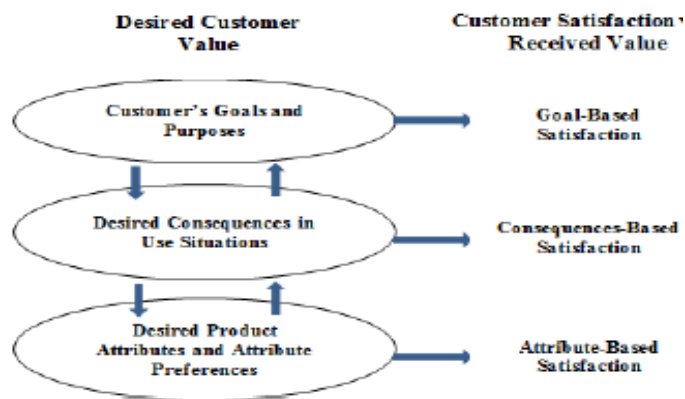 Desired Customer
Value
Customer Satisfaction
Received Value
Customer's Goals and
Purposes
Goal-Based
Satisfaction
Desired Consequences in
Use Situations
Consequences-Based
Satisfaction
Desired Product
Attributes and Attribute
Preferences
Attribute-Based
Satisfaction